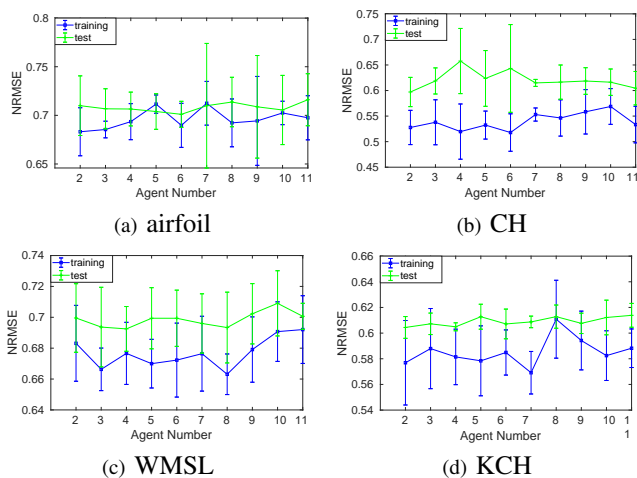 0.8
0.75
0.7
0.65
NRMSE
training
test
2 3 4 5 6 7 8 9 10 11
Agent Number
(a) airfoil
0.75
0.7
0.65
0.6
0.55
0.5
0.45
NRMSE
training
test
2 3 4 5 6 7 8 9 10 11
Agent Number
(b) CH
0.74
0.72
0.7
0.68
0.66
0.64
NRMSE
training
test
2 3 4 5 6 7 8 9 10 11
Agent Number
(c) WMSL
0.66
0.64
0.62
0.6
0.58
0.56
0.54
NRMSE
training
test
2 3 4 5 6 7 8 9 10 1
1
Agent Number
(d) KCH